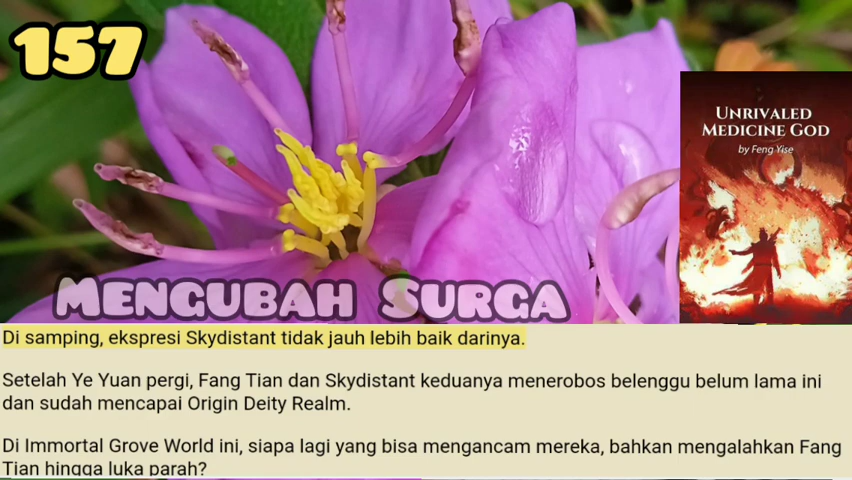 157
UNRIVALED
MEDICINE GOD
by Feng Yise
MENGUBAH SURGA
Di samping, ekspresi Skydistant tidak jauh lebih baik darinya.
Setelah Ye Yuan pergi, Fang Tian dan Skydistant keduanya menerobos belenggu belum lama ini
dan sudah mencapai Origin Deity Realm.
Di Immortal Grove World ini, siapa lagi yang bisa mengancam mereka, bahkan mengalahkan Fang
Tian hingga luka parah?